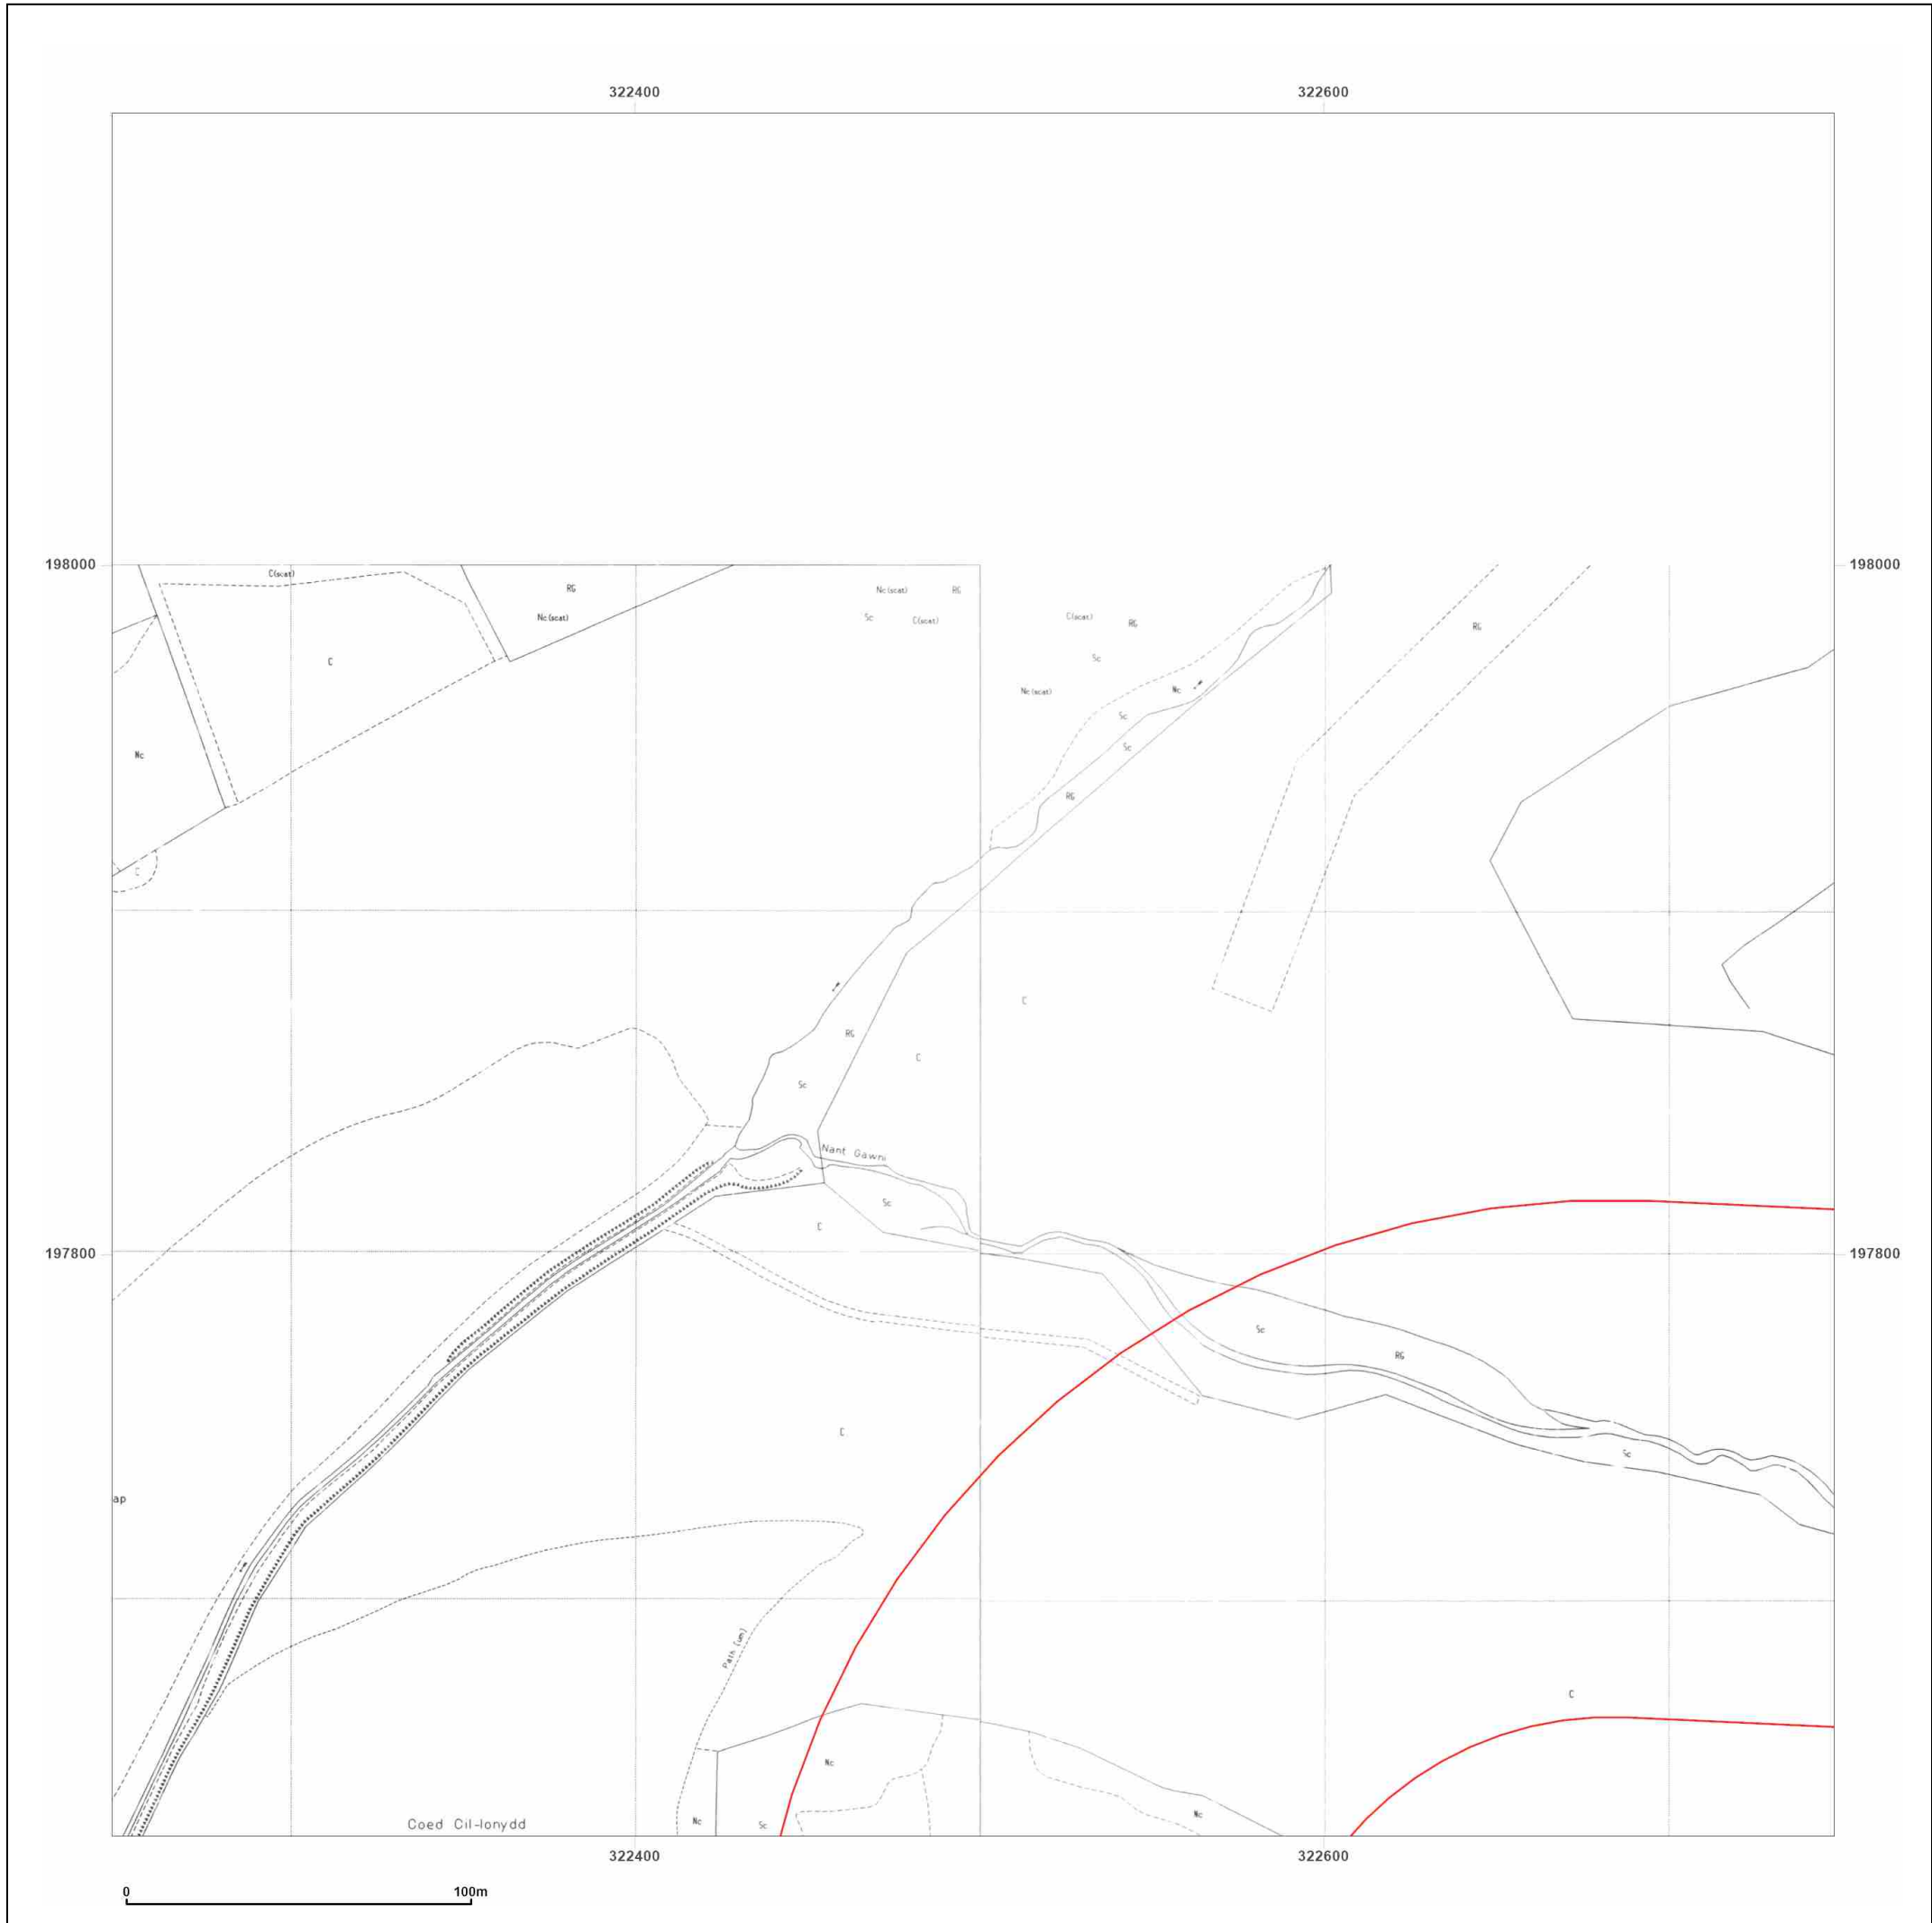 322400 322600
198000 198000
C(scat)
RG
Nc(scat) RG
Nc(scat)
Sc C(scat)
C(scat) RG
RG
C
Sc
Nc
Nc(scat)
Sc
Sc
Nc
RG
C
C
RG
C
Sc
Nant Gawni
Sc
C
197800 197800
Sc
RG
C
Sc
ap
Path (um)
C
Nc
Nc
Nc
Sc
Coed Cil-lonydd
322400 322600
0 100m